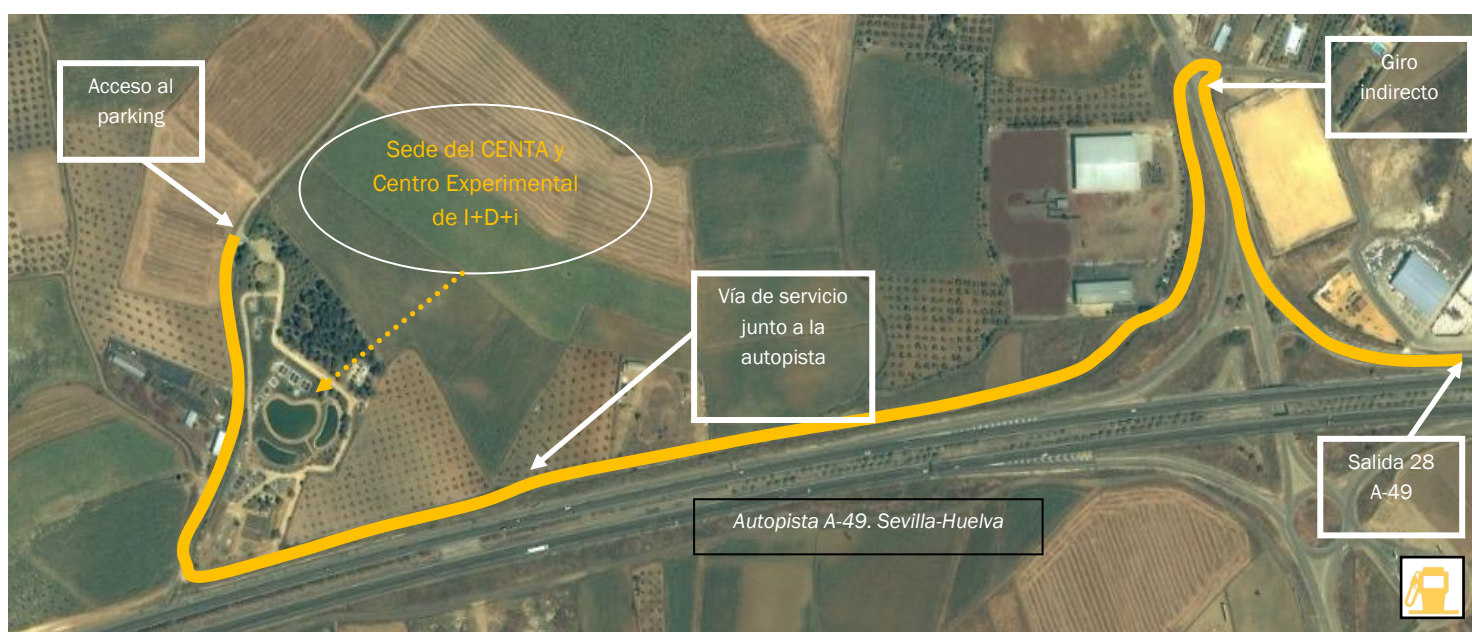 Acceso al
parking
Sede del CENTA y
Centro Experimental
de I+D+i
Giro
indirecto
Vía de servicio
junto a la
autopista
Salida 28
A-49
Autopista A-49. Sevilla-Huelva